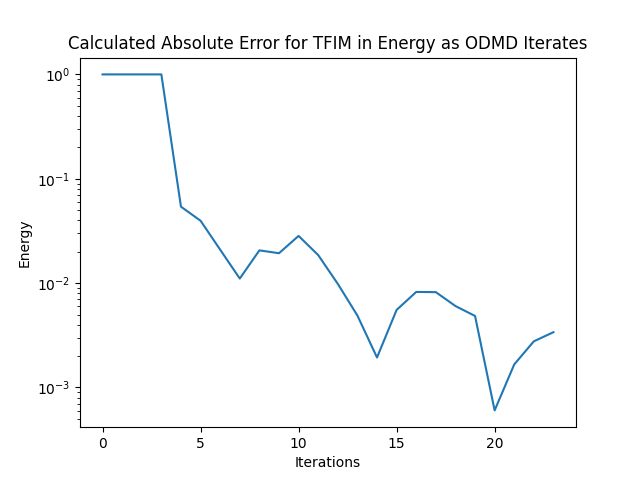 Calculated Absolute Error for TFIM in Energy as ODMD Iterates
10⁰
10⁻¹
10⁻²
10⁻³
Energy
0 5 10 15 20
Iterations